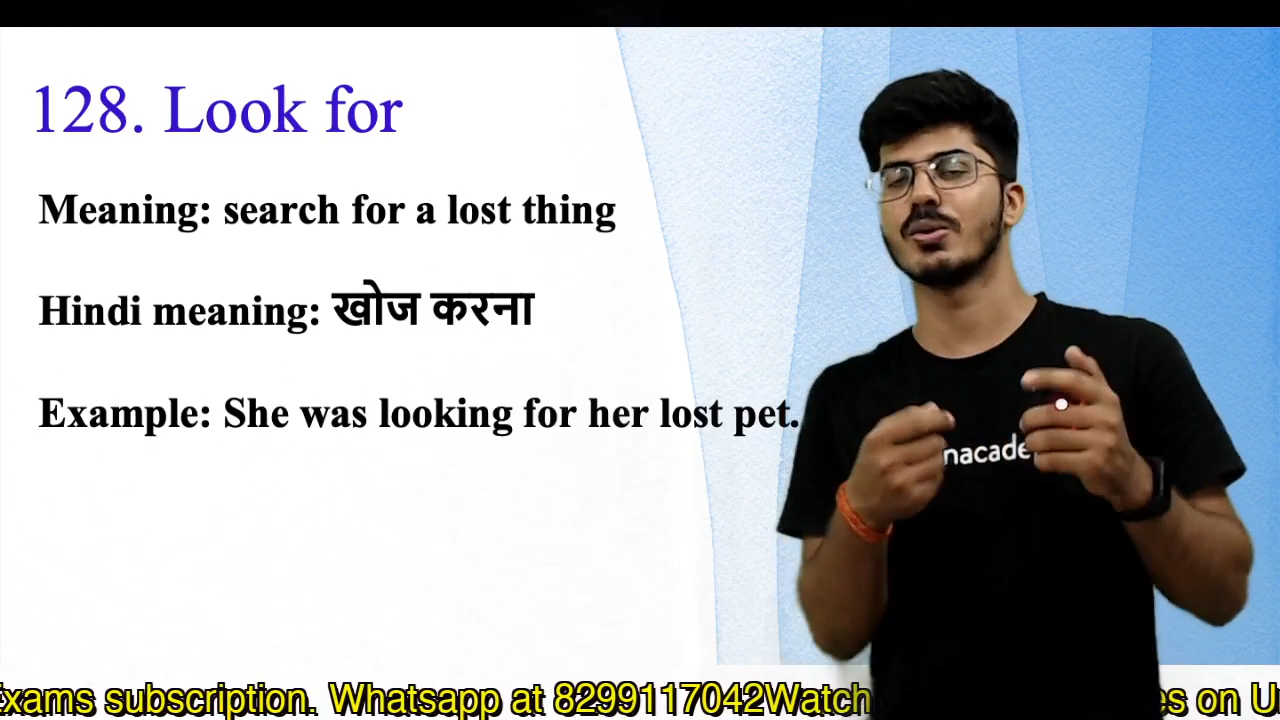 128. Look for
Meaning: search for a lost thing
Hindi meaning: खोज करना
Example: She was looking for her lost pet.
nacade
xams subscription. Whatsapp at 8299117042Watch es on U